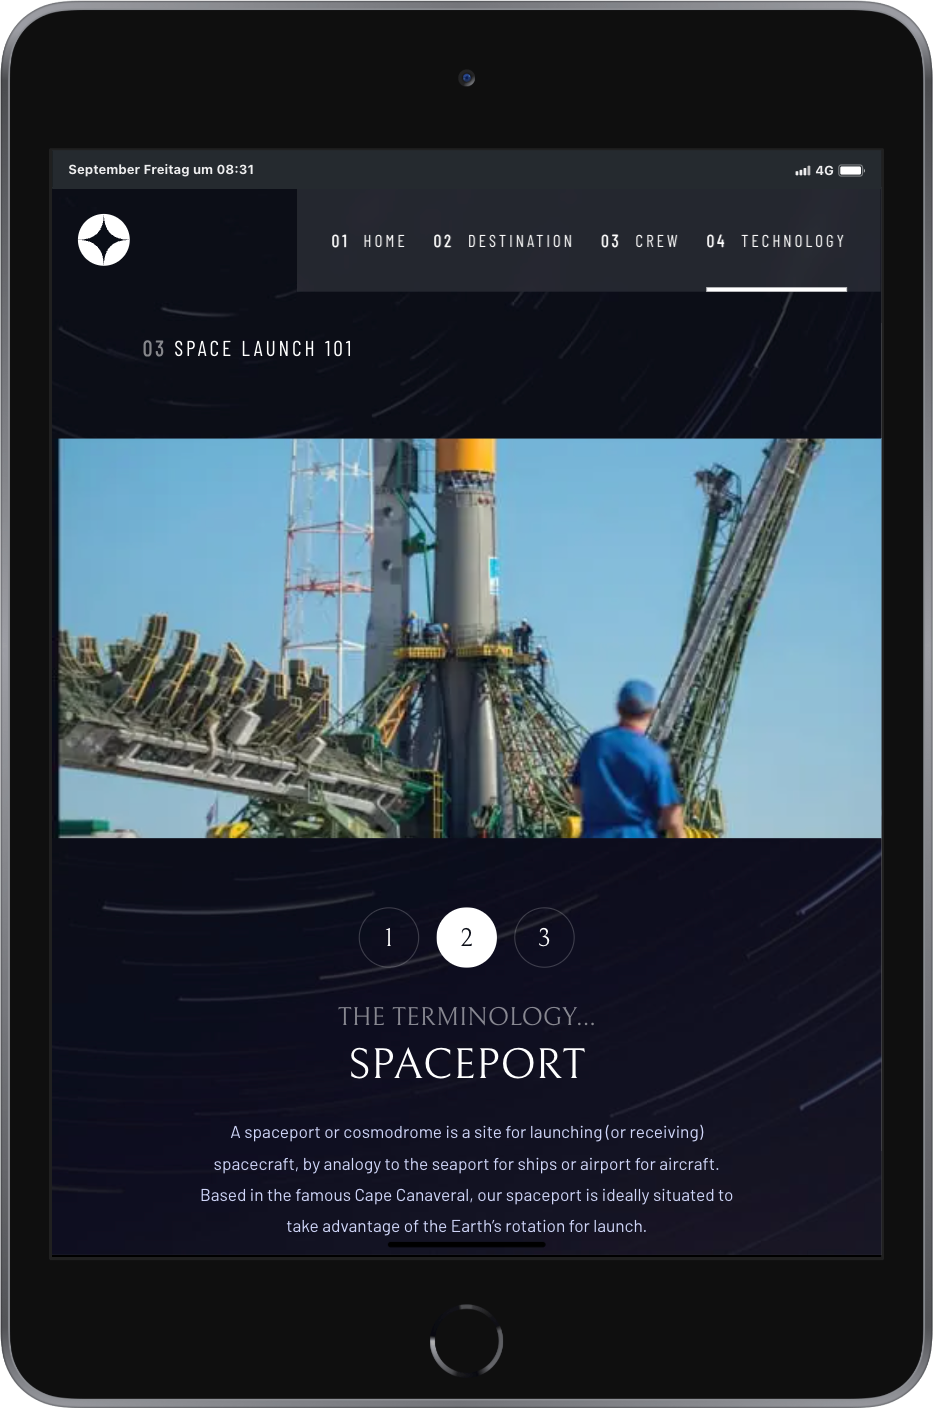 September Freitag um 08:31
4G
01 HOME 02 DESTINATION 03 CREW 04 TECHNOLOGY
03 SPACE LAUNCH 101
1 2 3
THE TERMINOLOGY...
SPACEPORT
A spaceport or cosmodrome is a site for launching (or receiving)
spacecraft, by analogy to the seaport for ships or airport for aircraft.
Based in the famous Cape Canaveral, our spaceport is ideally situated to
take advantage of the Earth’s rotation for launch.